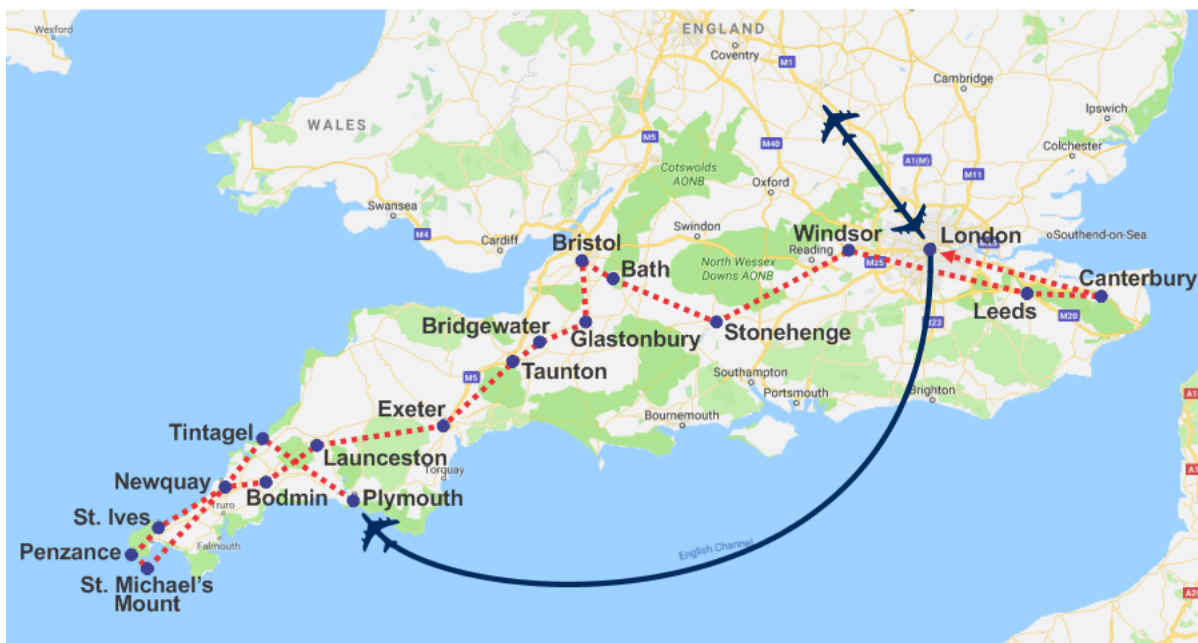 Wexford
ENGLAND
Coventry
M1
Cambridge
Ipswich
WALES
M5
M40
A1(M)
Colchester
Cotswolds
AONB
M11
Oxford
Swansea
M4
Cardiff
Swindon
Windsor
London
Southend-on-Sea
Bristol
Reading
M25
Bath
North Wessex
Downs AONB
Canterbury
Leeds
M20
M23
Bridgewater
Glastonbury
Stonehenge
Taunton
M5
Southampton
Portsmouth
Brighton
Exeter
Bournemouth
Tintagel
Launceston
Torquay
Newquay
Bodmin
Plymouth
Truro
St. Ives
Falmouth
Penzance
English Channel
St. Michael's
Mount